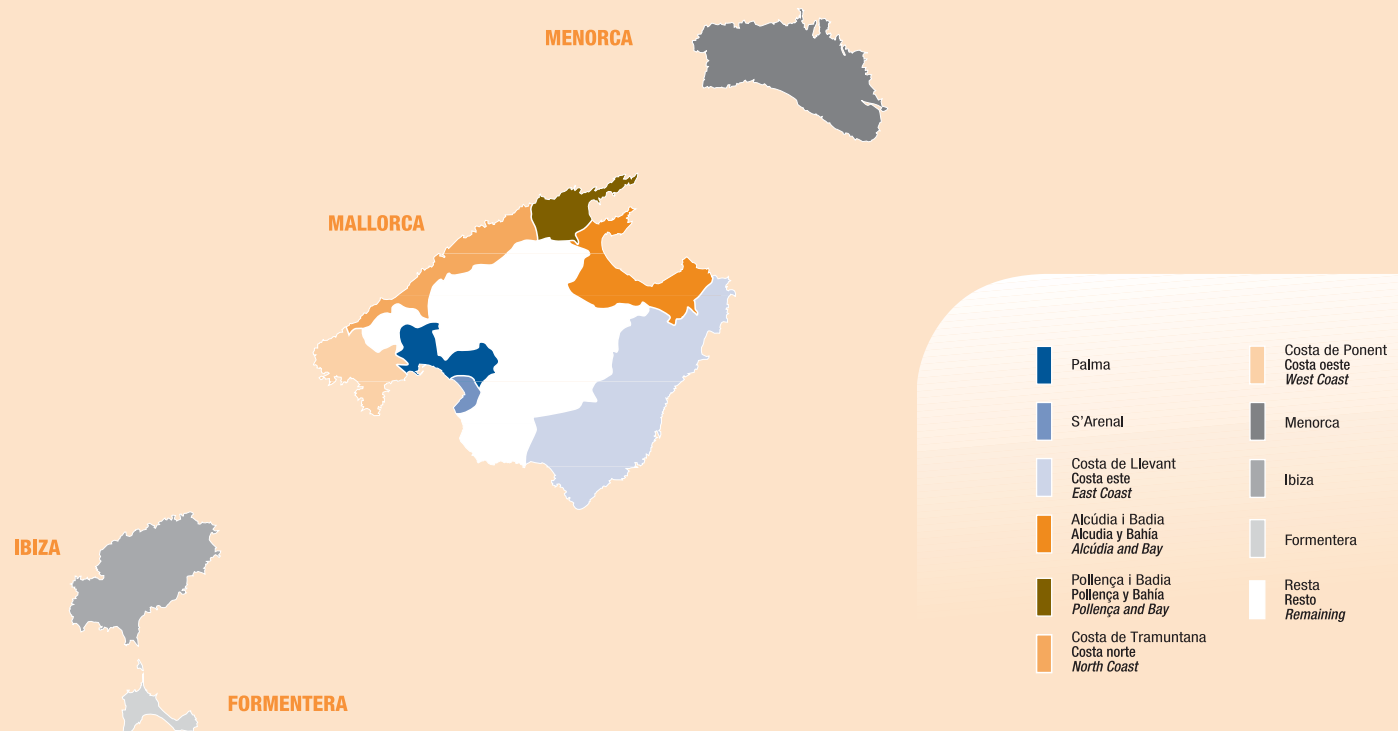 MENORCA
MALLORCA
IBIZA
FORMENTERA
Palma
S'Arenal
Costa de Llevant
Costa este
East Coast
Alcúdia i Badia
Alcudia y Bahía
Alcúdia and Bay
Pollença i Badia
Pollença y Bahía
Pollença and Bay
Costa de Tramuntana
Costa norte
North Coast
Costa de Ponent
Costa oeste
West Coast
Menorca
Ibiza
Formentera
Resta
Resto
Remaining